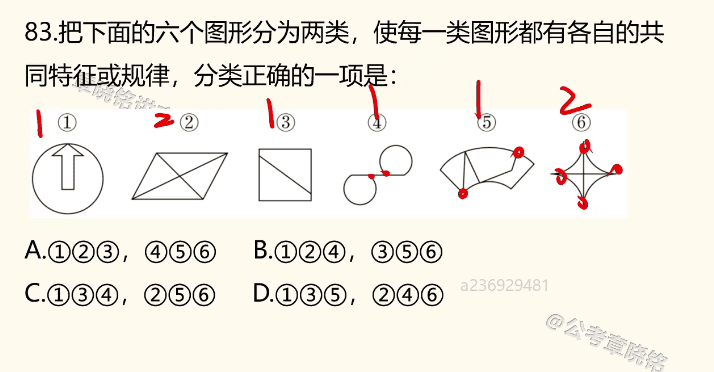 83.把下面的六个图形分为两类，使每一类图形都有各自的共
同特征或规律，分类正确的一项是：
1 ① 2 ② 1 ③ 1 ④ 1 ⑤ 2 ⑥
A.①②③，④⑤⑥ B.①②④，③⑤⑥
C.①③④，②⑤⑥ D.①③⑤，②④⑥
a236929481
@公考章晓铭